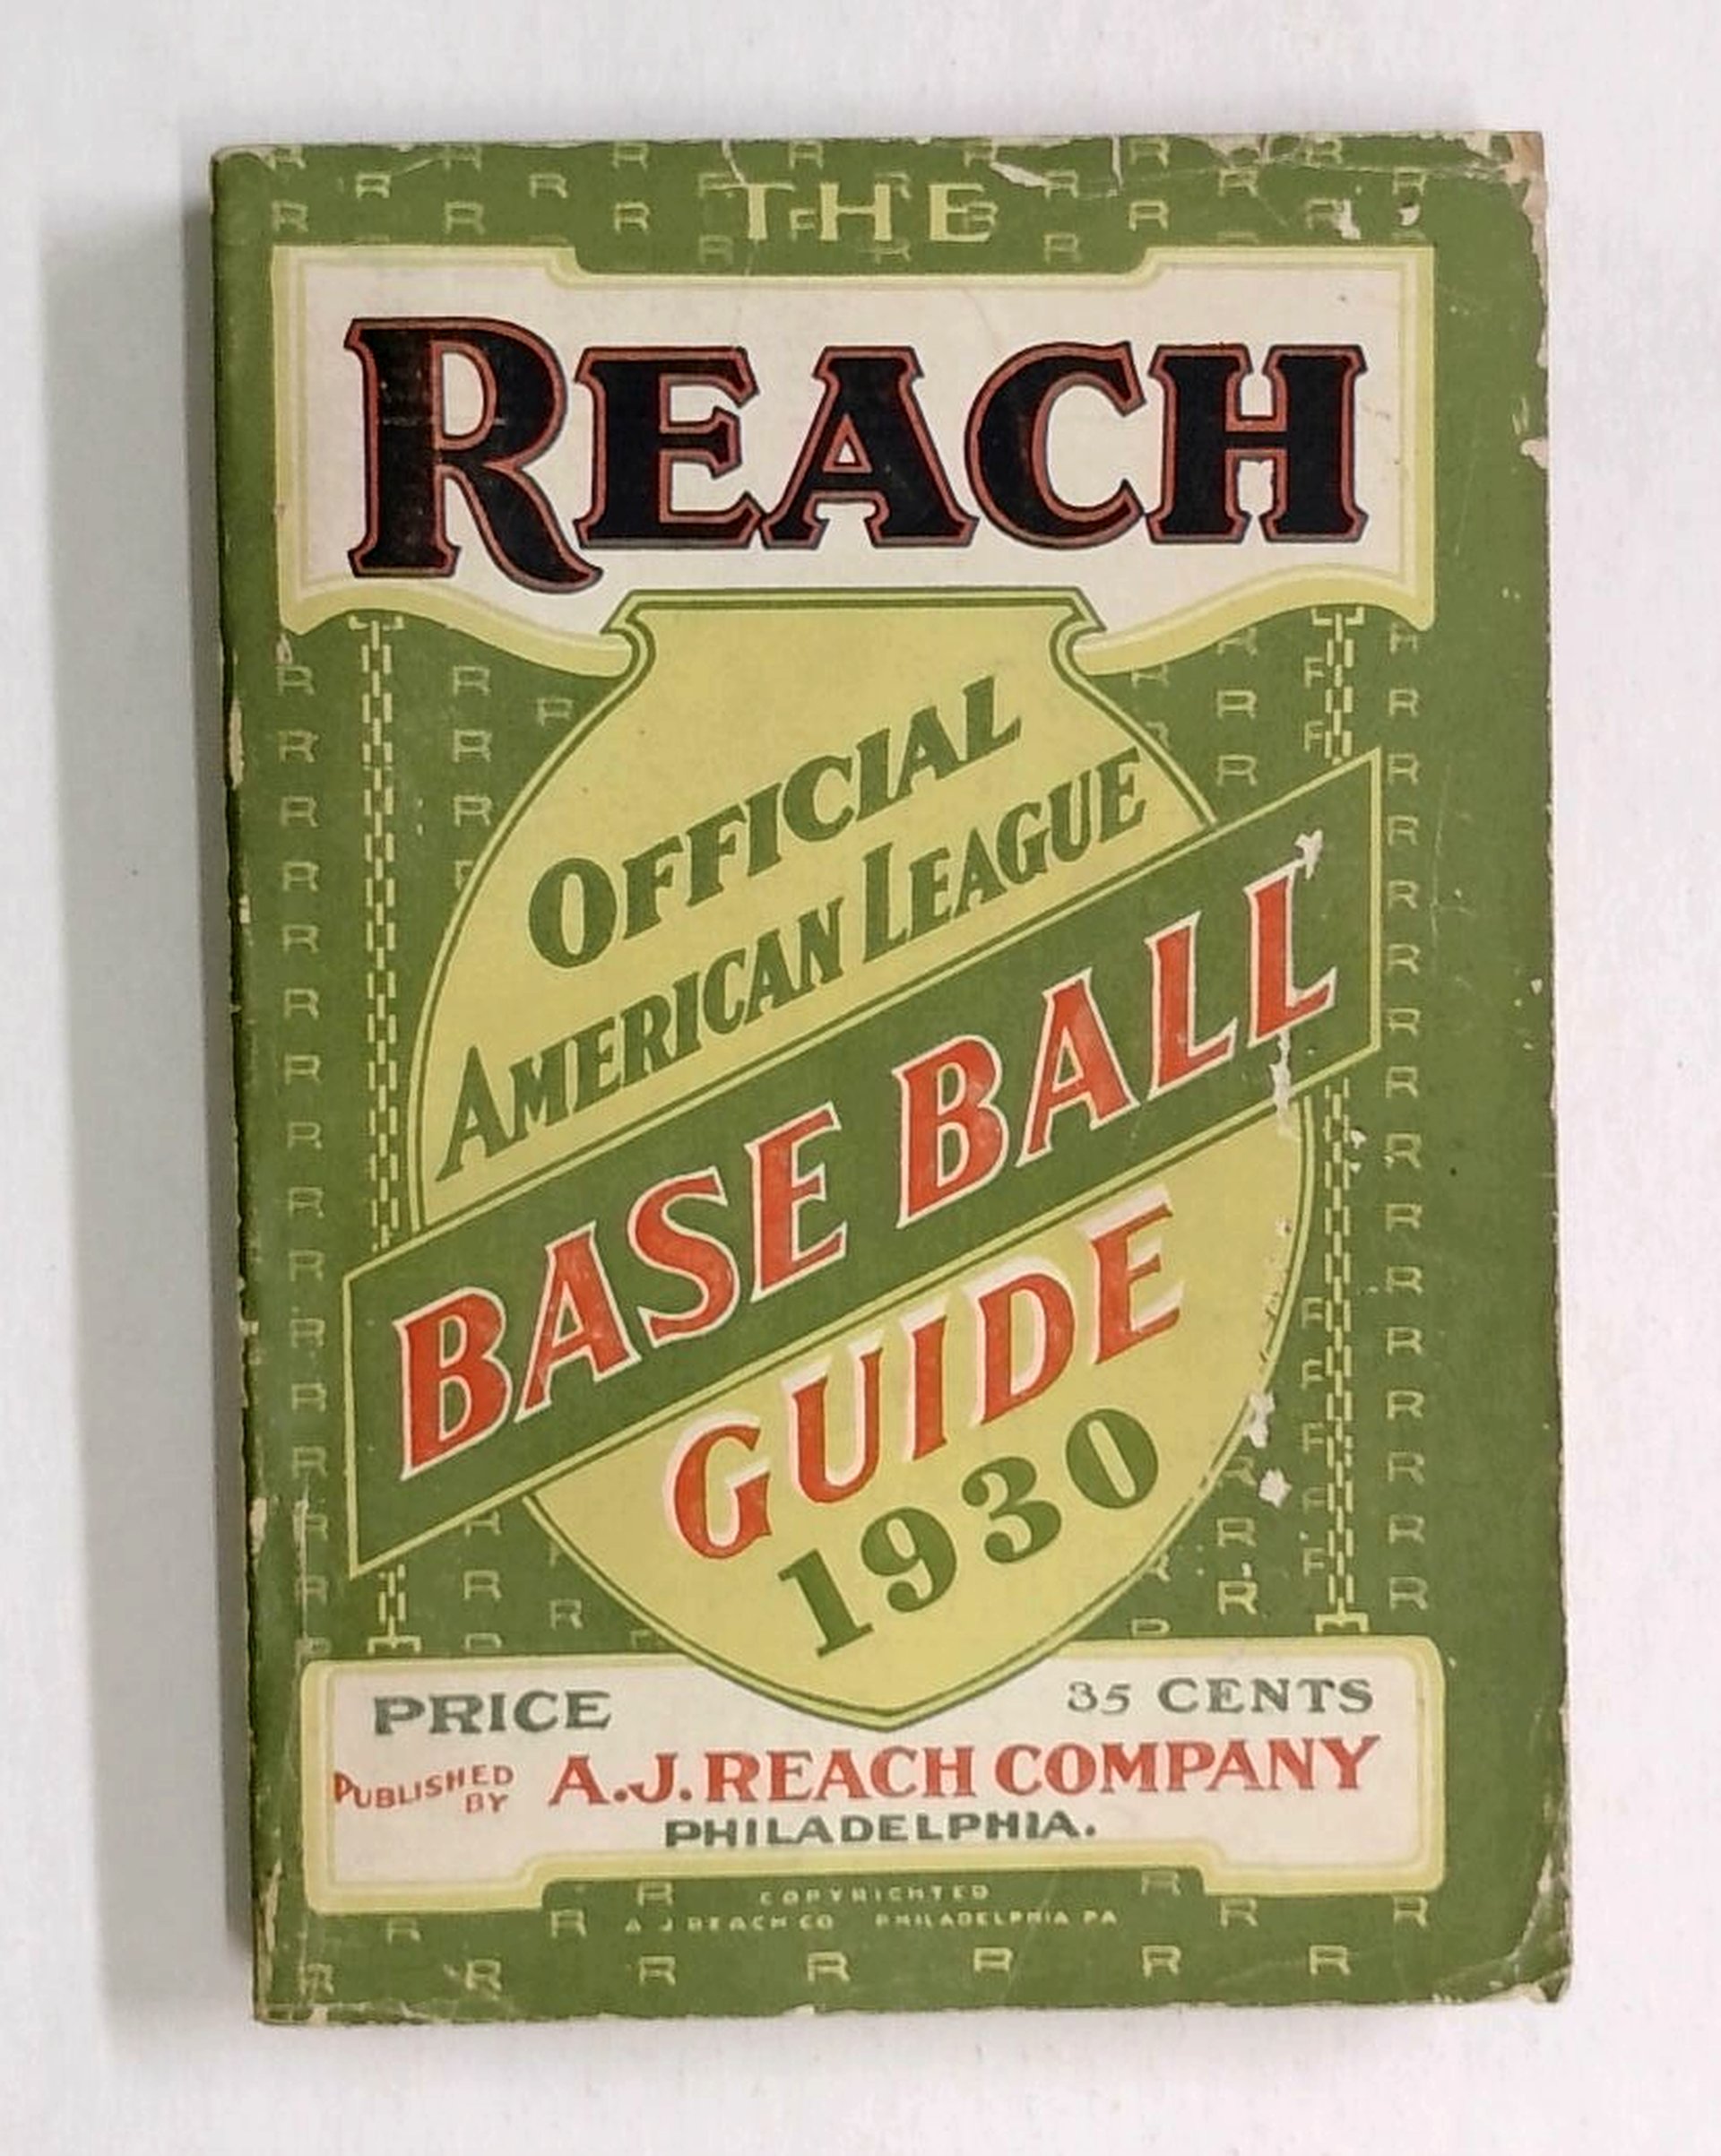 THE
REACH
OFFICIAL
AMERICAN LEAGUE
BASE BALL
GUIDE
1930
PRICE 35 CENTS
PUBLISHED BY A.J. REACH COMPANY
PHILADELPHIA.
COPYRIGHTED
A J REACH CO PHILADELPHIA PA